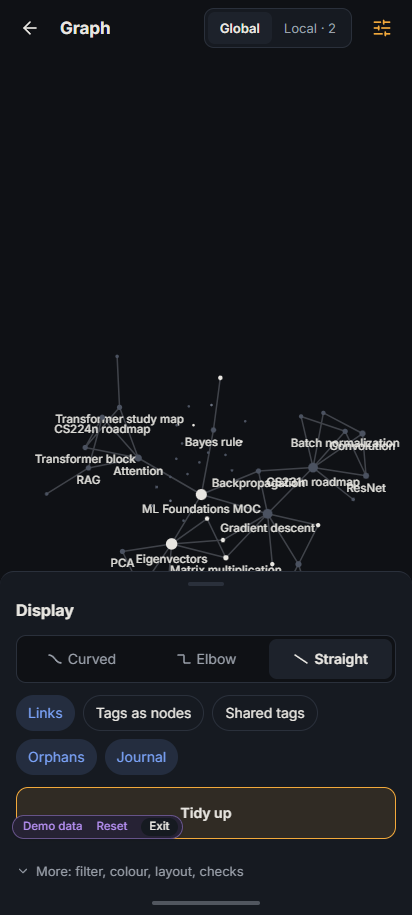 Graph
Global
Local · 2
Transformer study map
CS224n roadmap
Bayes rule
Batch normalization
Convolution
Transformer block
Attention
RAG
Backpropagation
CS231n roadmap
ResNet
ML Foundations MOC
Gradient descent
PCA
Eigenvectors
Matrix multiplication
Display
Curved
Elbow
Straight
Links
Tags as nodes
Shared tags
Orphans
Journal
Tidy up
Demo data
Reset
Exit
More: filter, colour, layout, checks